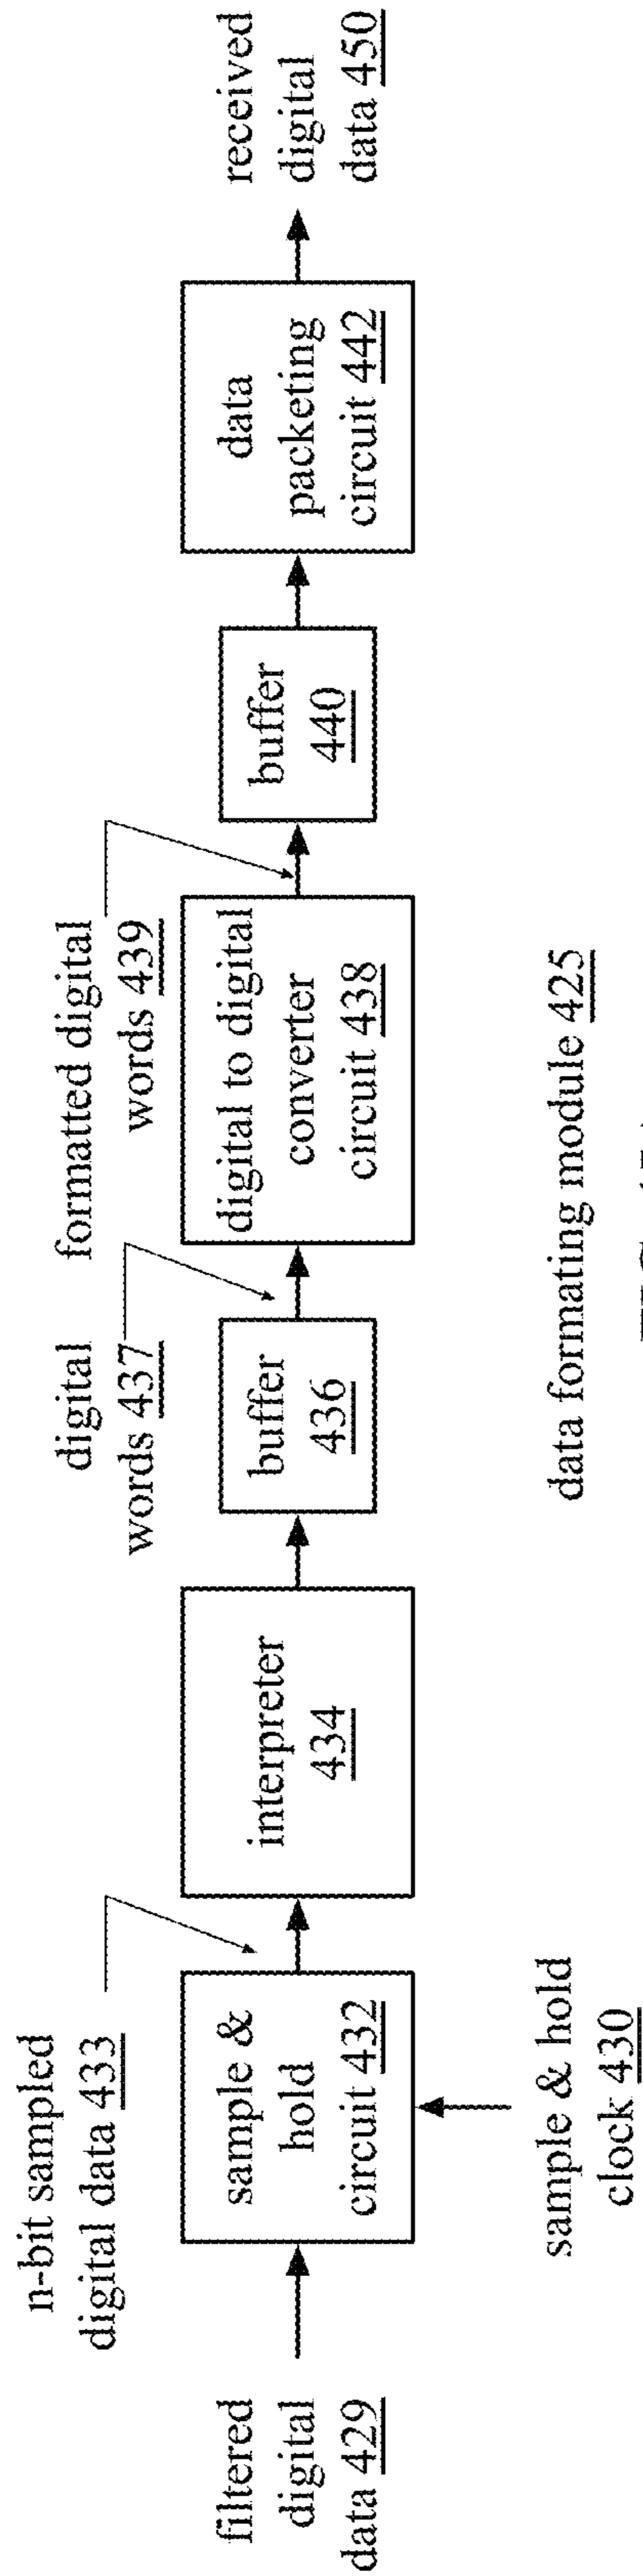 n-bit sampled
digital data 433
digital
words 437
formatted digital
words 439
filtered
digital
data 429
sample &
hold
circuit 432
interpreter
434
buffer
436
digital to digital
converter
circuit 438
buffer
440
data
packeting
circuit 442
received
digital
data 450
sample & hold
clock 430
data formating module 425